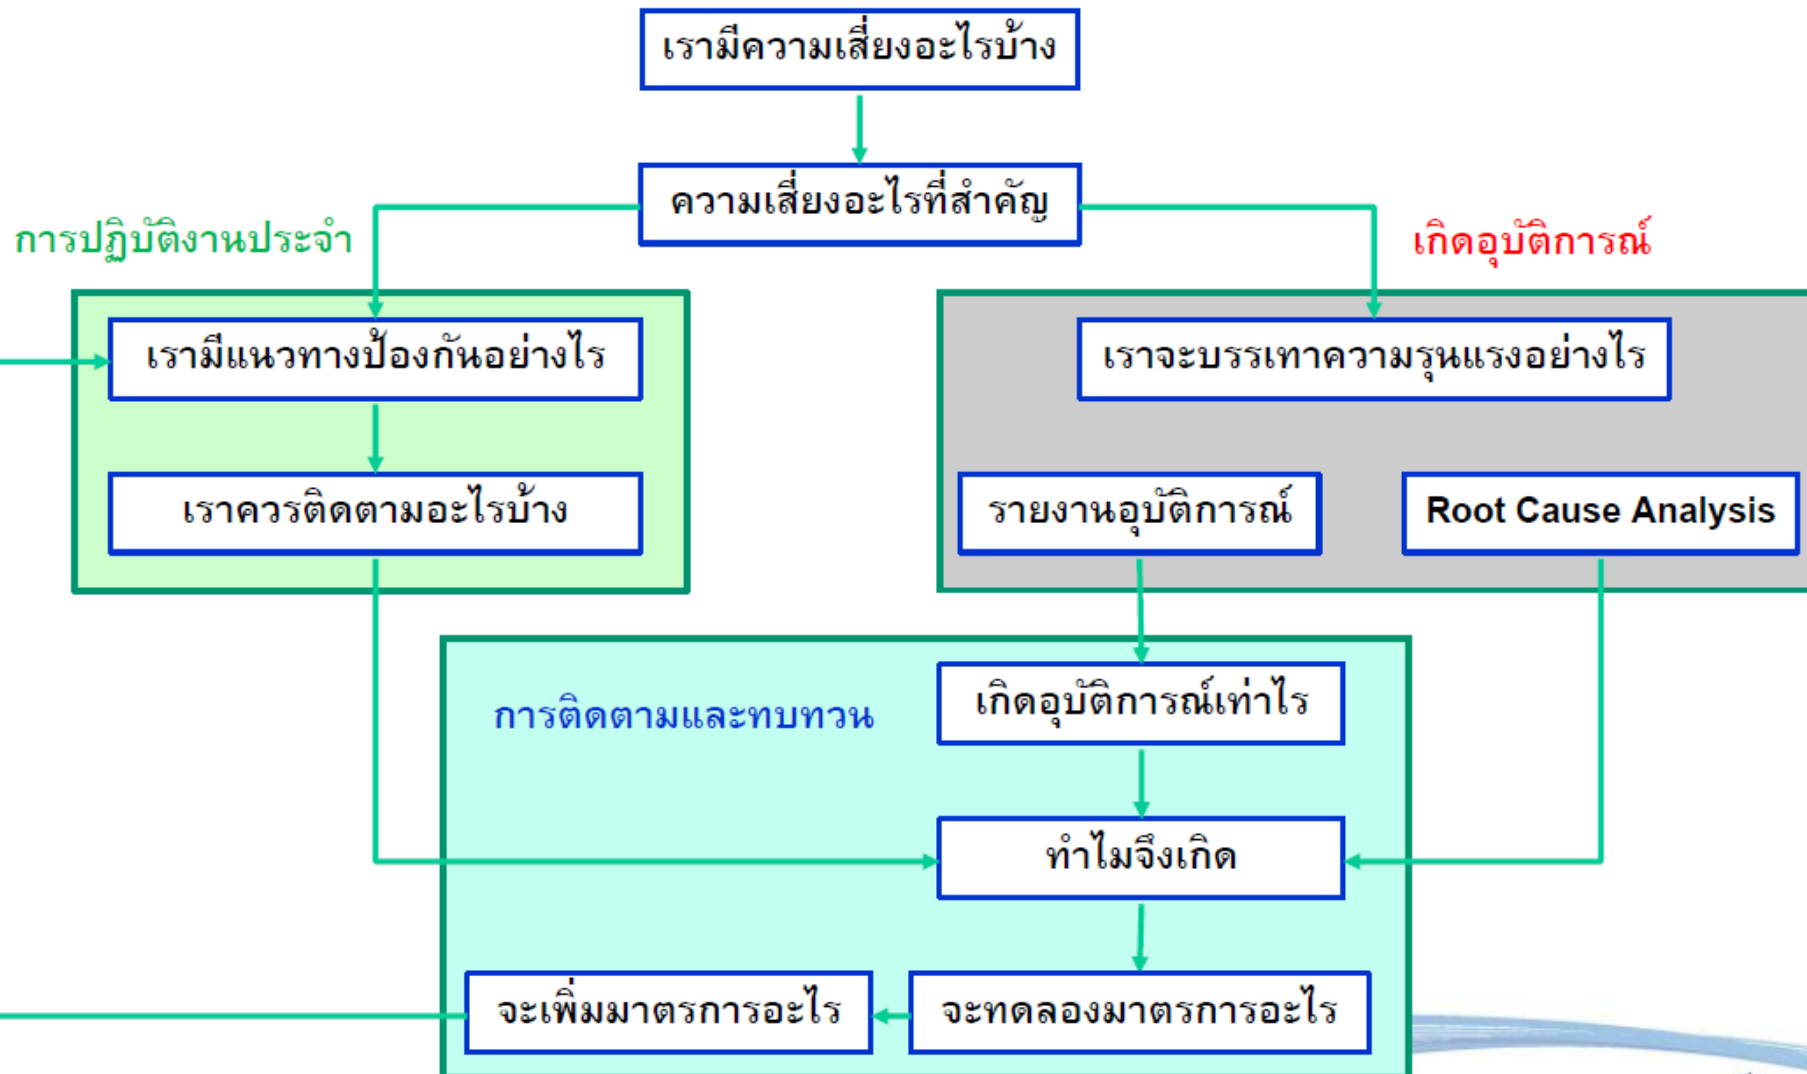 เรามีความเสี่ยงอะไรบ้าง
ความเสี่ยงอะไรที่สำคัญ
การปฏิบัติงานประจำ
เกิดอุบัติการณ์
เรามีแนวทางป้องกันอย่างไร
เราจะบรรเทาความรุนแรงอย่างไร
เราควรติดตามอะไรบ้าง
รายงานอุบัติการณ์
Root Cause Analysis
การติดตามและทบทวน
เกิดอุบัติการณ์เท่าไร
ทำไมจึงเกิด
จะเพิ่มมาตรการอะไร
จะทดลองมาตรการอะไร